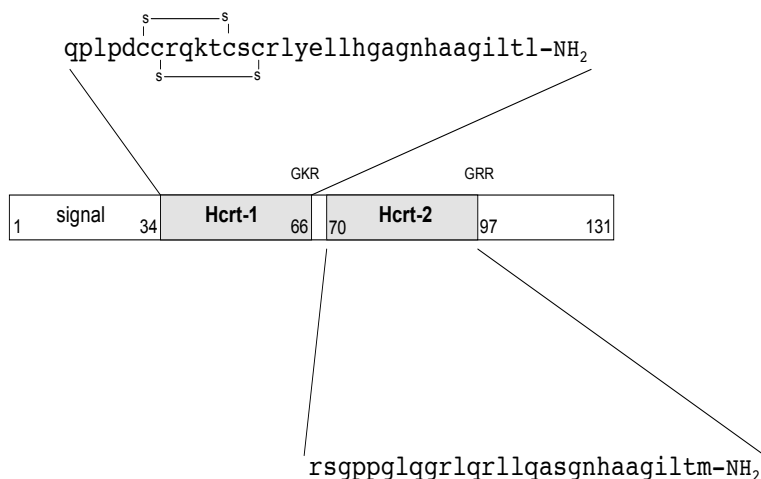 s s
qplpdccrqktcscrlyellhgagnhaagiltl-NH₂
s s
GKR GRR
signal Hcrt-1 Hcrt-2
1 34 66 70 97 131
rsgppglqgrlqrllqasgnhaagiltm-NH₂